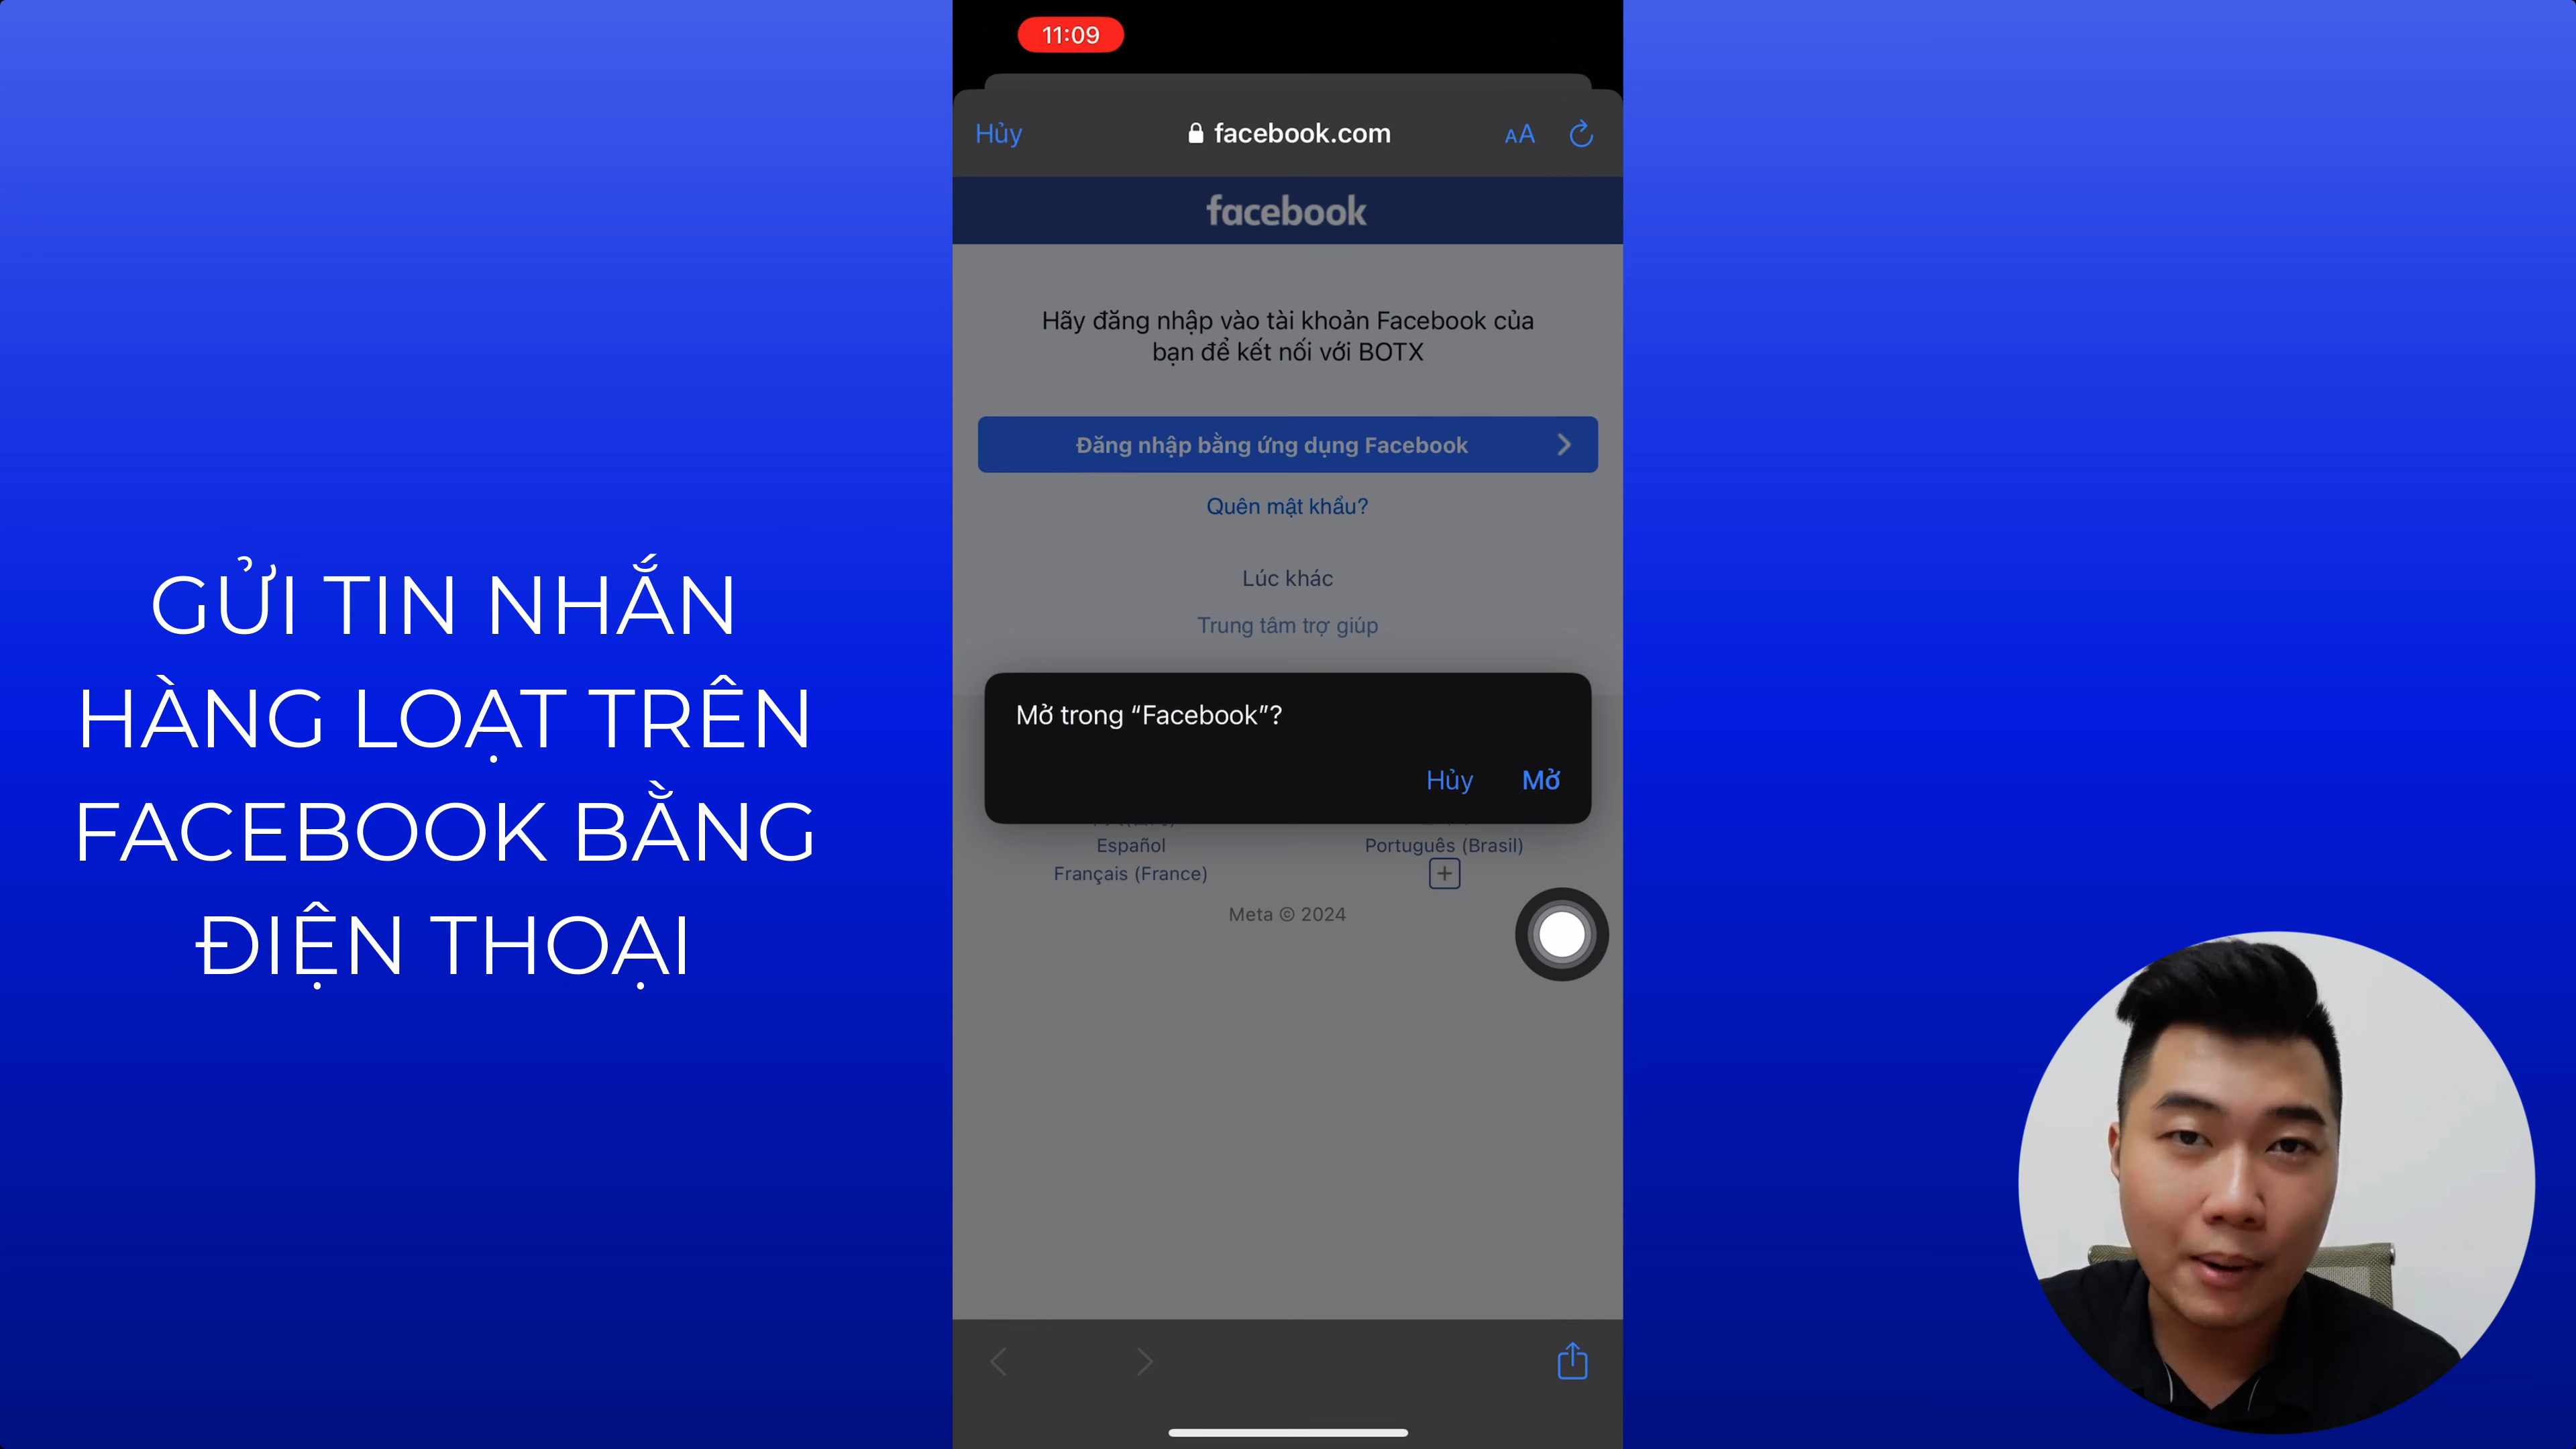 GỬI TIN NHẮN
HÀNG LOẠT TRÊN
FACEBOOK BẰNG
ĐIỆN THOẠI
11:09
Hủy
facebook.com
AA
facebook
Hãy đăng nhập vào tài khoản Facebook của
bạn để kết nối với BOTX
Đăng nhập bằng ứng dụng Facebook
Quên mật khẩu?
Lúc khác
Trung tâm trợ giúp
Mở trong “Facebook”?
Hủy Mở
Español Português (Brasil)
Français (France)
Meta © 2024